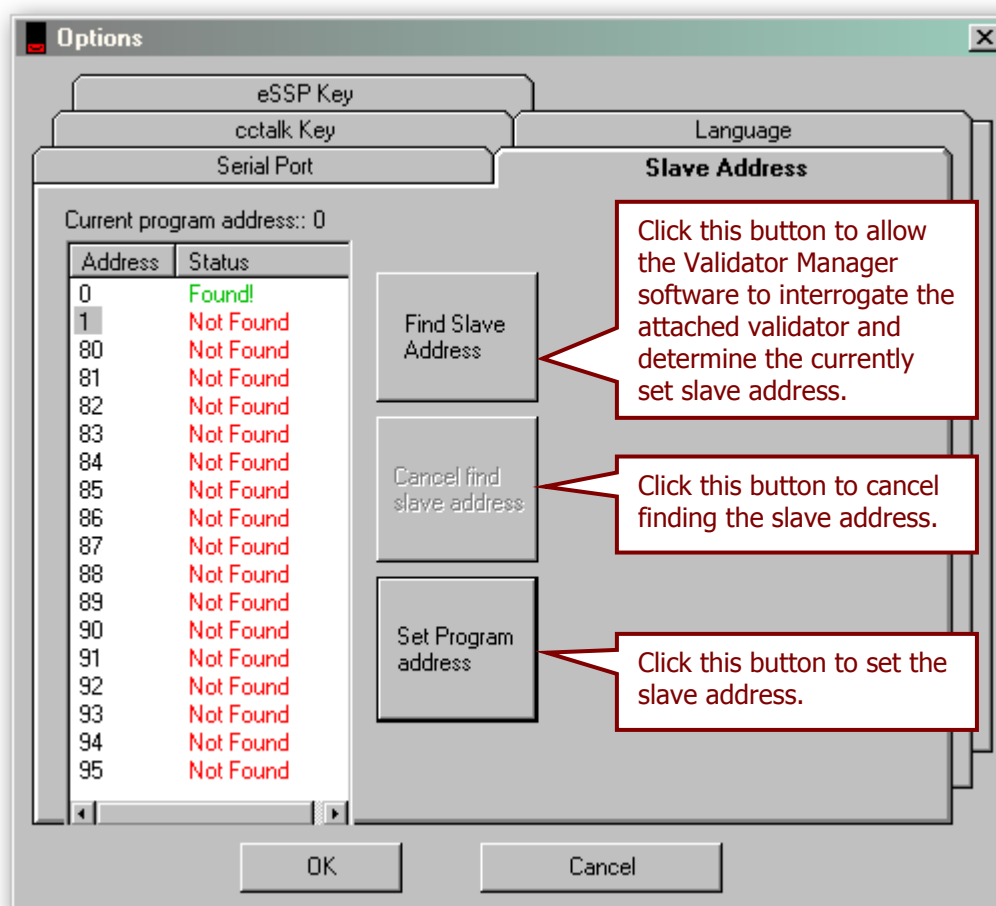 Options
eSSP Key
cctalk Key
Language
Serial Port
Slave Address
Current program address:: 0
Address Status
0 Found!
1 Not Found
80 Not Found
81 Not Found
82 Not Found
83 Not Found
84 Not Found
85 Not Found
86 Not Found
87 Not Found
88 Not Found
89 Not Found
90 Not Found
91 Not Found
92 Not Found
93 Not Found
94 Not Found
95 Not Found
Find Slave
Address
Click this button to allow
the Validator Manager
software to interrogate the
attached validator and
determine the currently
set slave address.
Cancel find
slave address
Click this button to cancel
finding the slave address.
Set Program
address
Click this button to set the
slave address.
OK
Cancel